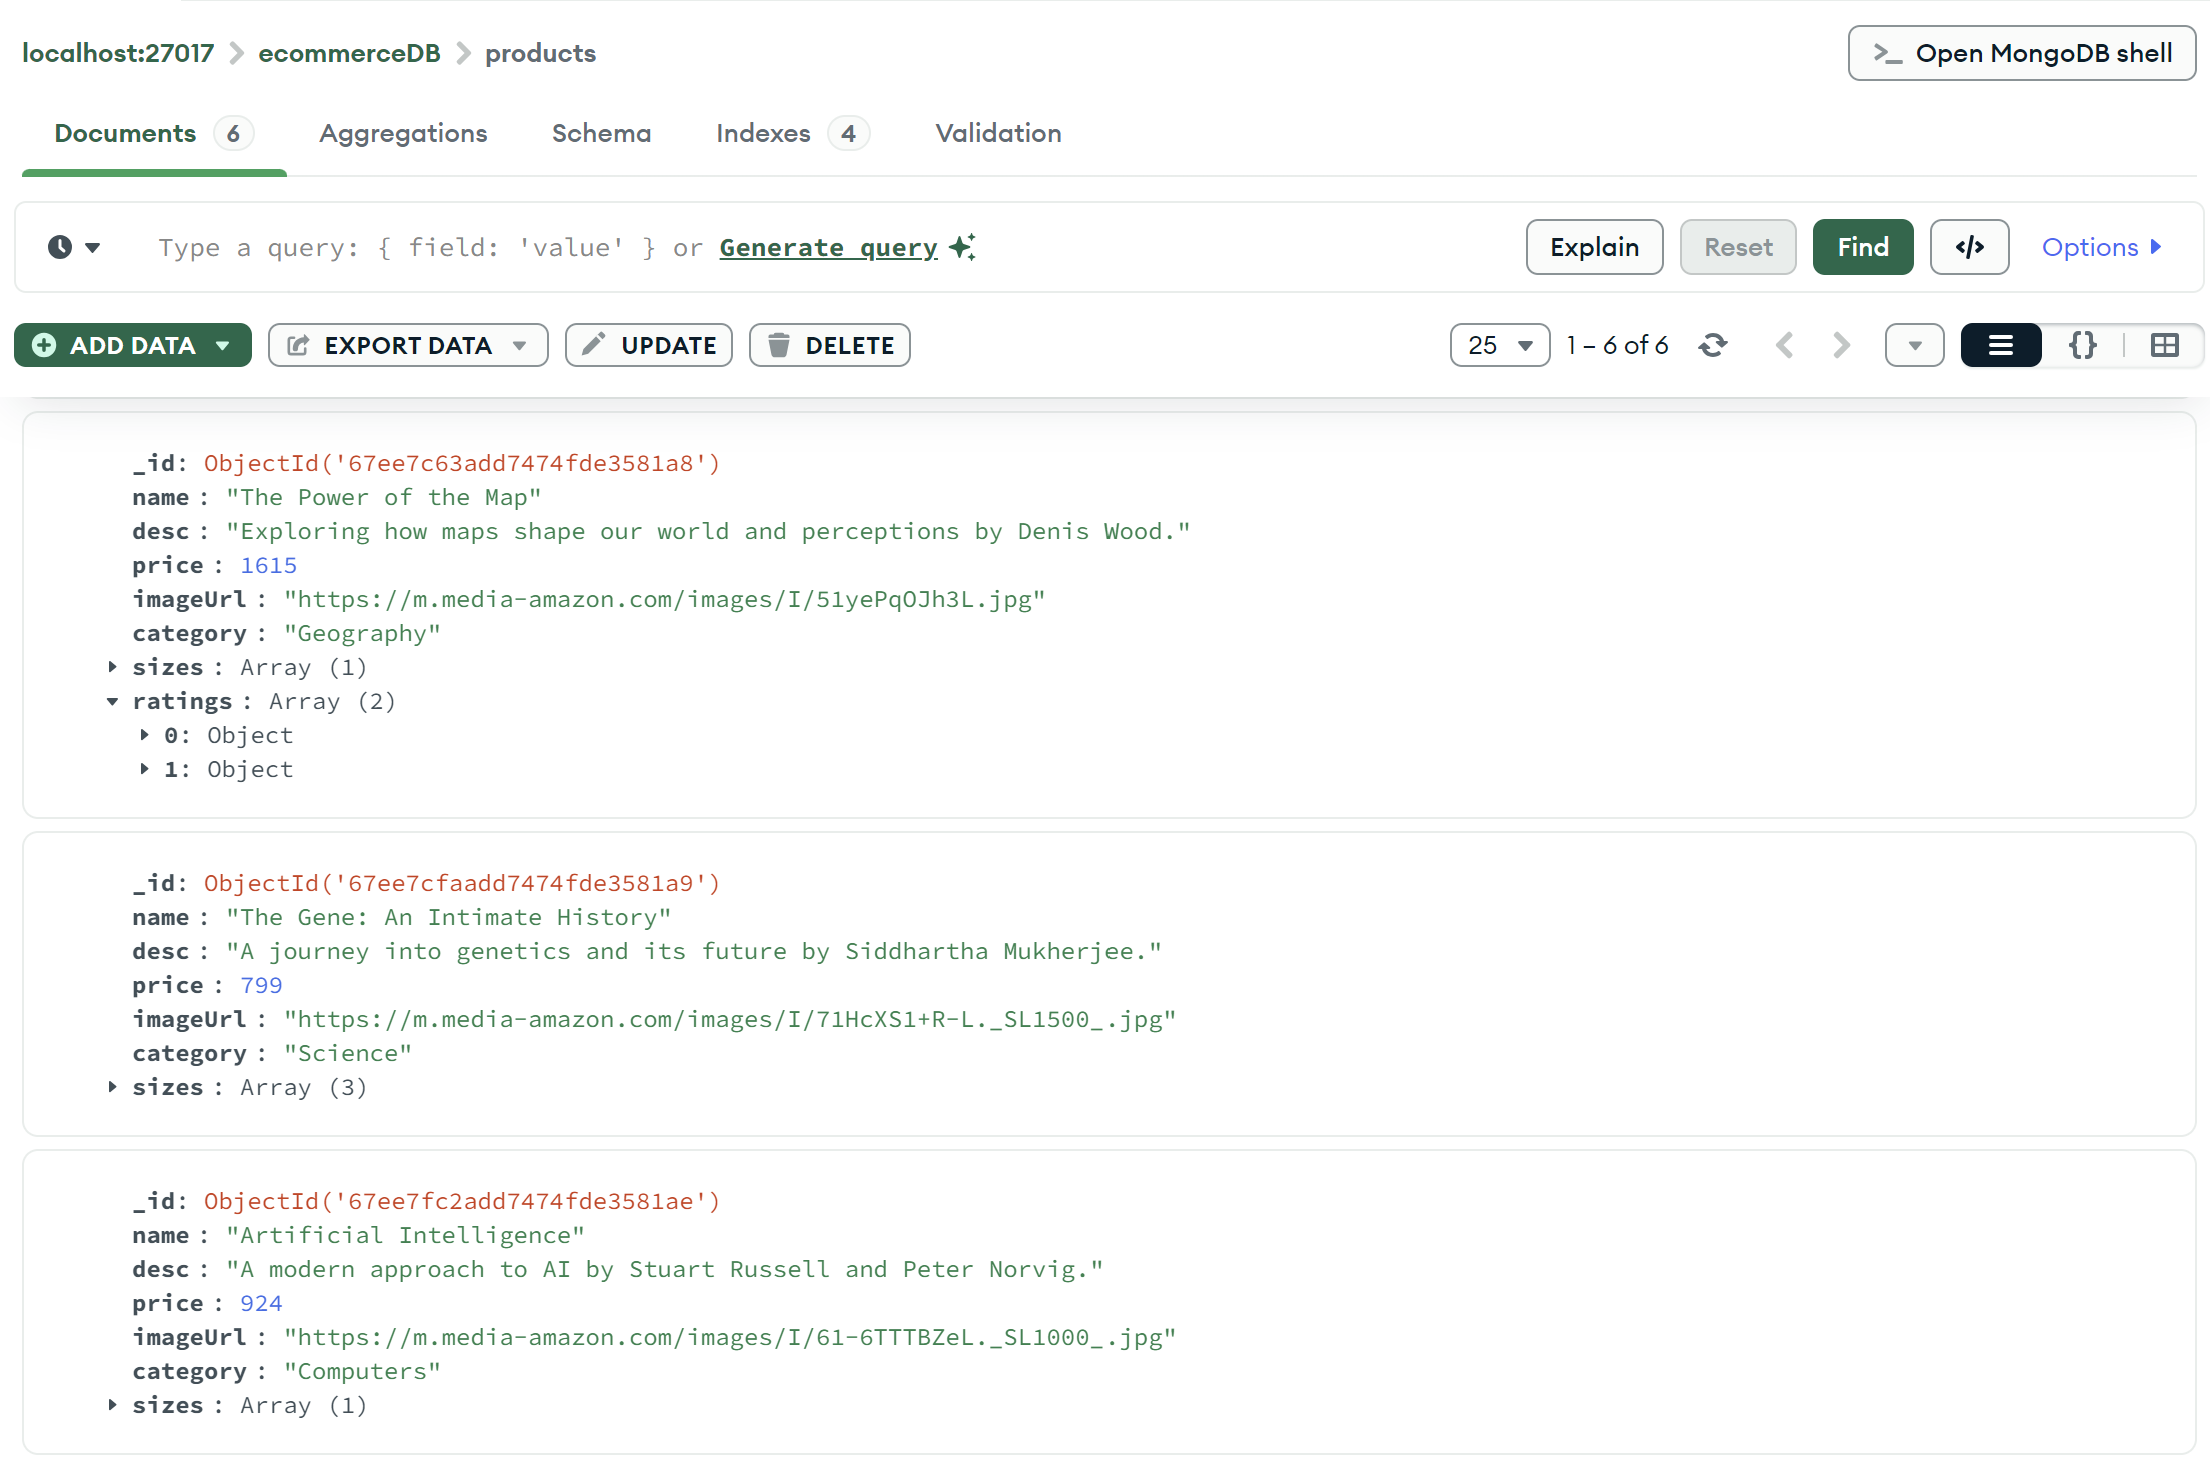 localhost:27017 > ecommerceDB > products
>_ Open MongoDB shell
Documents 6 Aggregations Schema Indexes 4 Validation
Type a query: { field: 'value' } or Generate query
Explain Reset Find </> Options
ADD DATA EXPORT DATA UPDATE DELETE
25 1 – 6 of 6 {}
_id: ObjectId('67ee7c63add7474fde3581a8')
name : "The Power of the Map"
desc : "Exploring how maps shape our world and perceptions by Denis Wood."
price : 1615
imageUrl : "https://m.media-amazon.com/images/I/51yePqOJh3L.jpg"
category : "Geography"
sizes : Array (1)
ratings : Array (2)
0: Object
1: Object
_id: ObjectId('67ee7cfaadd7474fde3581a9')
name : "The Gene: An Intimate History"
desc : "A journey into genetics and its future by Siddhartha Mukherjee."
price : 799
imageUrl : "https://m.media-amazon.com/images/I/71HcXS1+R-L._SL1500_.jpg"
category : "Science"
sizes : Array (3)
_id: ObjectId('67ee7fc2add7474fde3581ae')
name : "Artificial Intelligence"
desc : "A modern approach to AI by Stuart Russell and Peter Norvig."
price : 924
imageUrl : "https://m.media-amazon.com/images/I/61-6TTTBZeL._SL1000_.jpg"
category : "Computers"
sizes : Array (1)